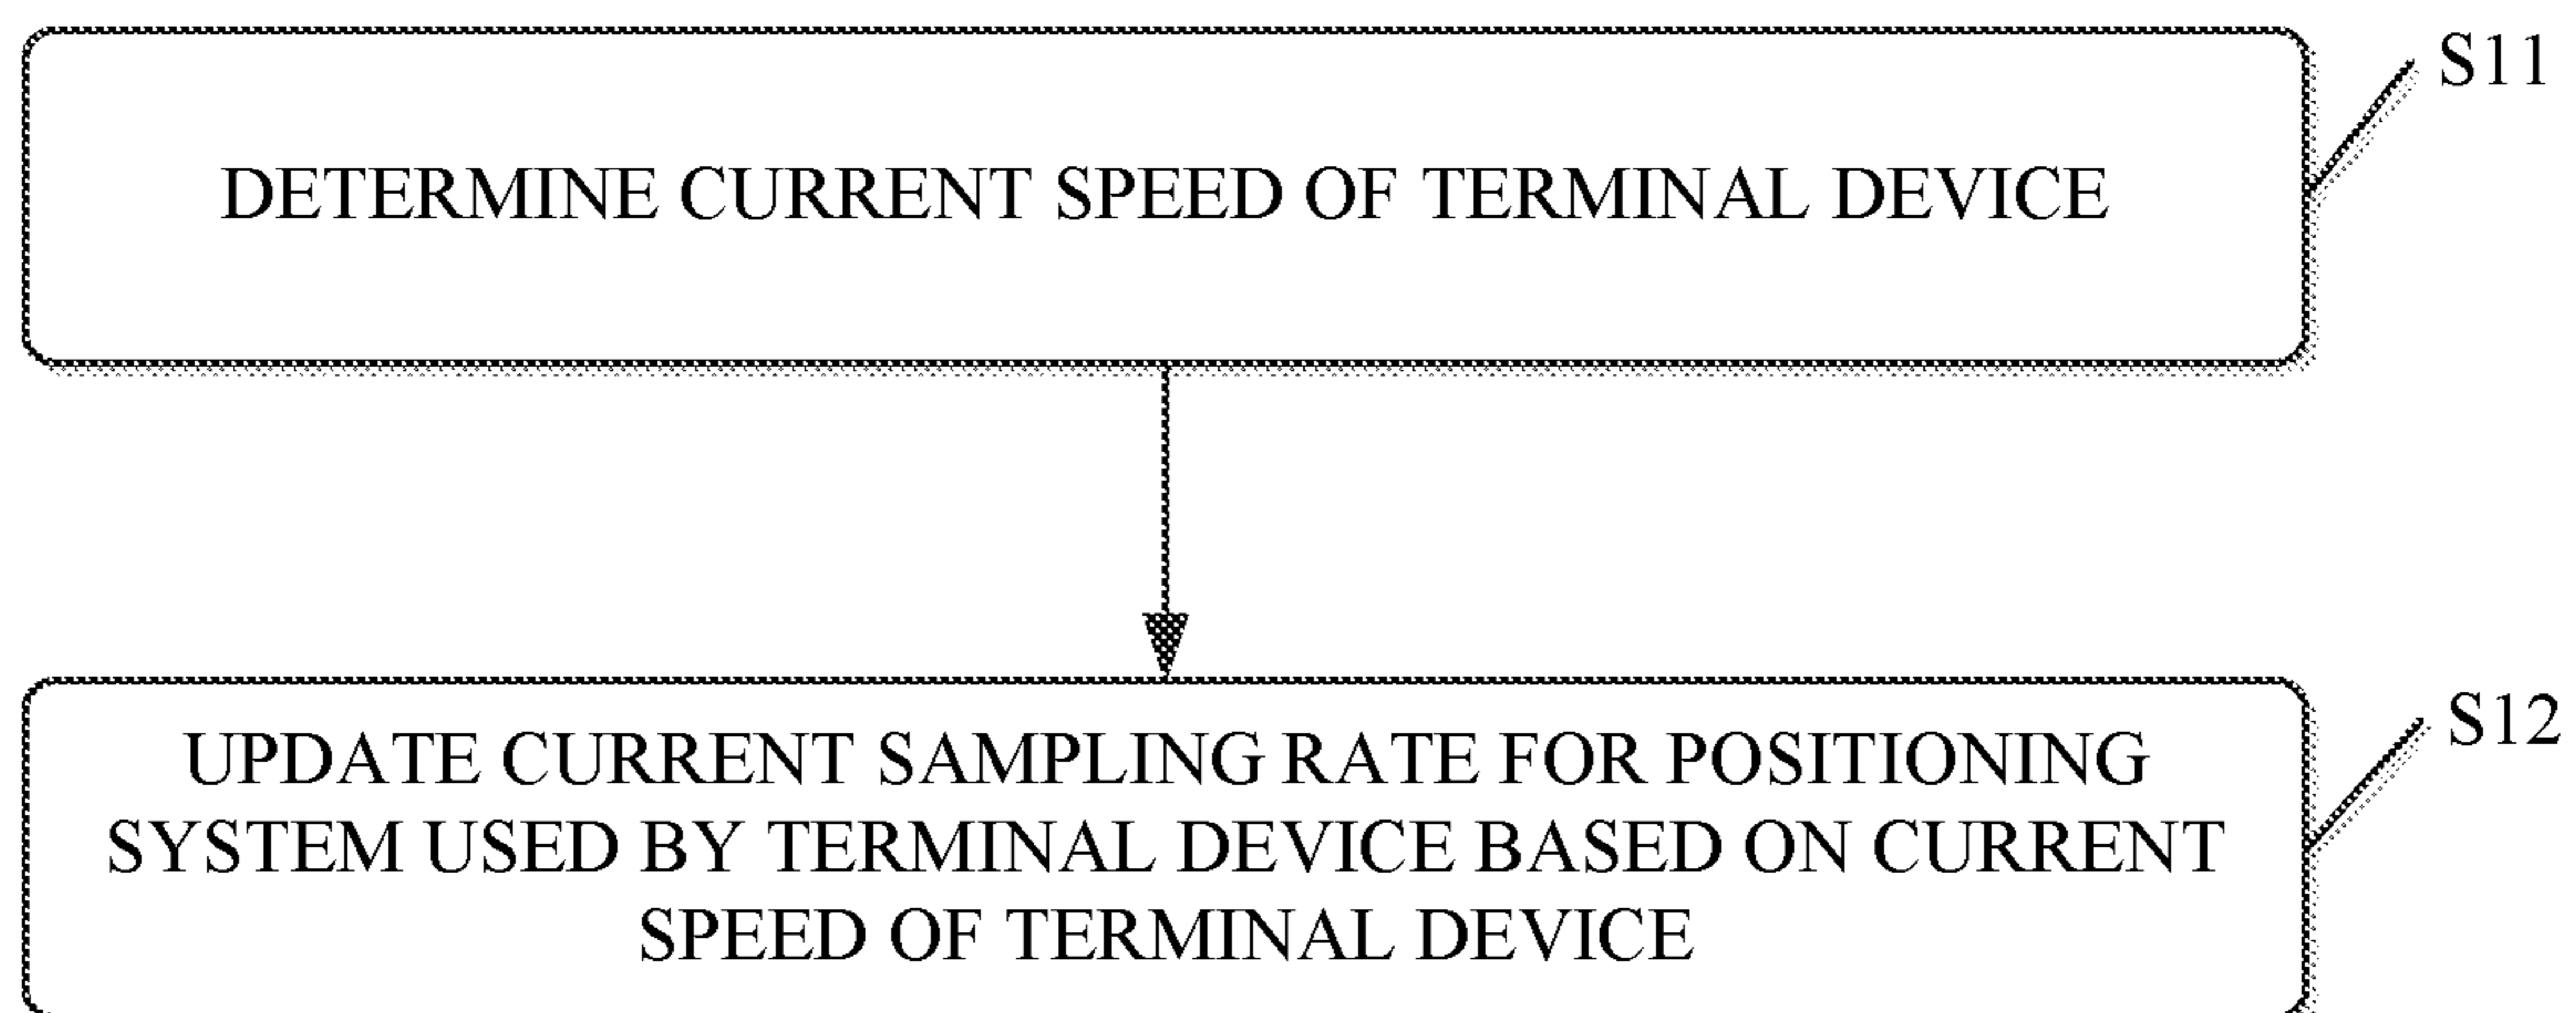 S11
DETERMINE CURRENT SPEED OF TERMINAL DEVICE
S12
UPDATE CURRENT SAMPLING RATE FOR POSITIONING
SYSTEM USED BY TERMINAL DEVICE BASED ON CURRENT
SPEED OF TERMINAL DEVICE